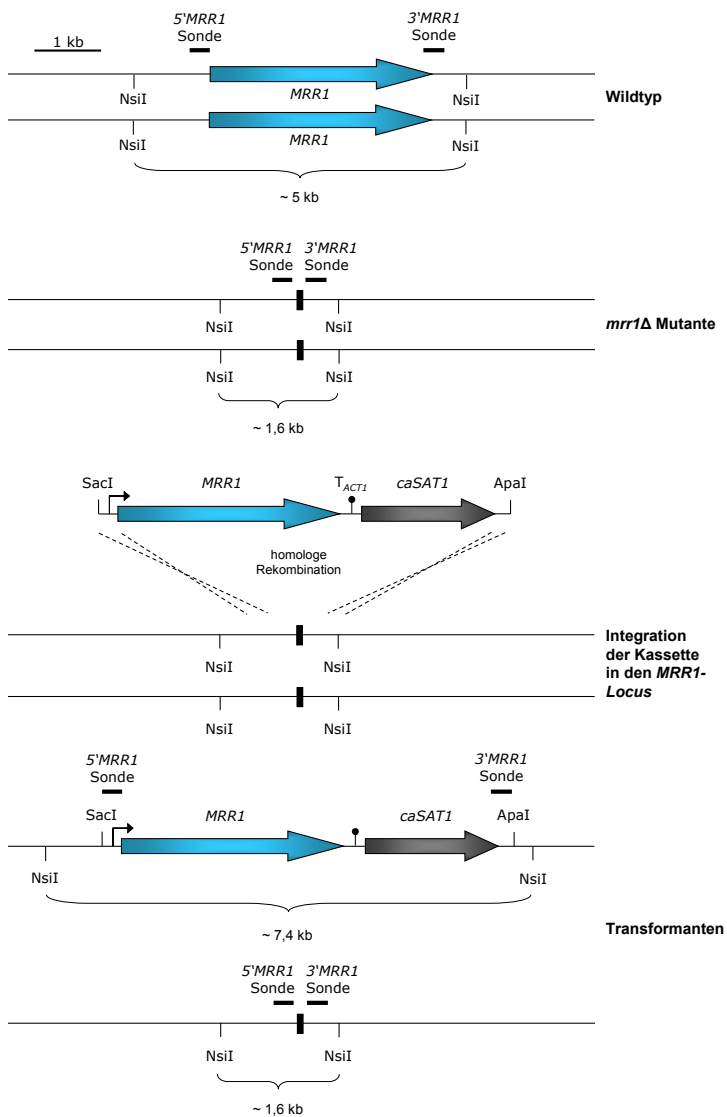 5'MRR1
Sonde
3'MRR1
Sonde
1 kb
MRR1
NsiI
NsiI
Wildtyp
MRR1
NsiI
NsiI
~ 5 kb
5'MRR1
Sonde
3'MRR1
Sonde
NsiI
NsiI
mrr1Δ Mutante
NsiI
NsiI
~ 1,6 kb
SacI
MRR1
TACT1
caSAT1
ApaI
homologe
Rekombination
NsiI
NsiI
Integration
der Kassette
in den MRR1-
Locus
NsiI
NsiI
5'MRR1
Sonde
3'MRR1
Sonde
SacI
MRR1
caSAT1
ApaI
NsiI
NsiI
~ 7,4 kb
Transformanten
5'MRR1
Sonde
3'MRR1
Sonde
NsiI
NsiI
~ 1,6 kb